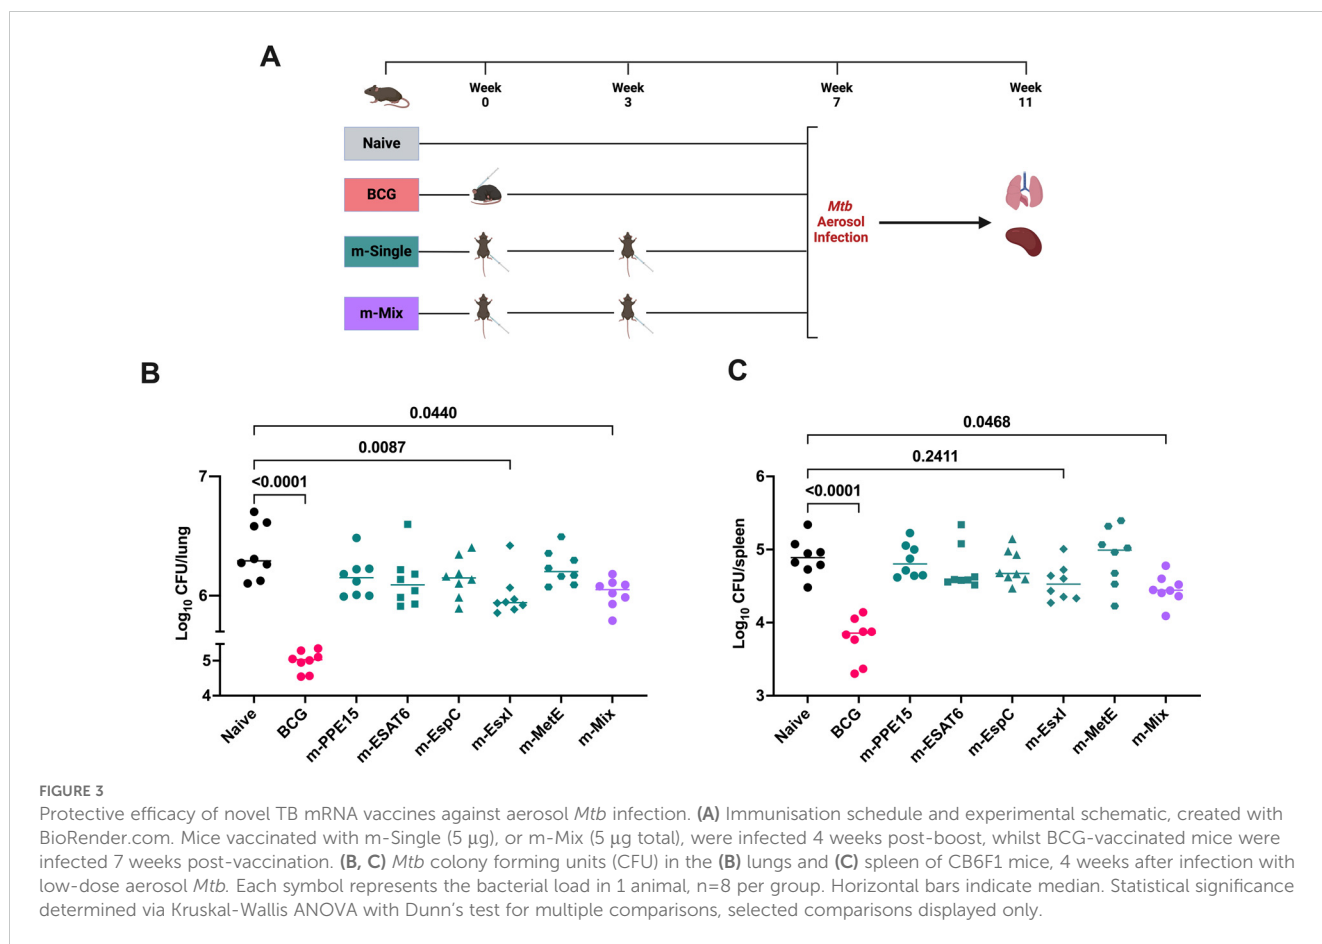 A
Week
0
Week
3
Week
7
Week
11
Naive
BCG
m-Single
m-Mix
Mtb
Aerosol
Infection
B
0.0440
0.0087
<0.0001
7
6
5
4
Log10 CFU/lung
Naive
BCG
m-PPE15
m-ESAT6
m-EspC
m-EsxI
m-MetE
m-Mix
C
0.0468
0.2411
<0.0001
6
5
4
3
Log10 CFU/spleen
Naive
BCG
m-PPE15
m-ESAT6
m-EspC
m-EsxI
m-MetE
m-Mix
FIGURE 3
Protective efficacy of novel TB mRNA vaccines against aerosol Mtb infection. (A) Immunisation schedule and experimental schematic, created with
BioRender.com. Mice vaccinated with m-Single (5 µg), or m-Mix (5 µg total), were infected 4 weeks post-boost, whilst BCG-vaccinated mice were
infected 7 weeks post-vaccination. (B, C) Mtb colony forming units (CFU) in the (B) lungs and (C) spleen of CB6F1 mice, 4 weeks after infection with
low-dose aerosol Mtb. Each symbol represents the bacterial load in 1 animal, n=8 per group. Horizontal bars indicate median. Statistical significance
determined via Kruskal-Wallis ANOVA with Dunn's test for multiple comparisons, selected comparisons displayed only.